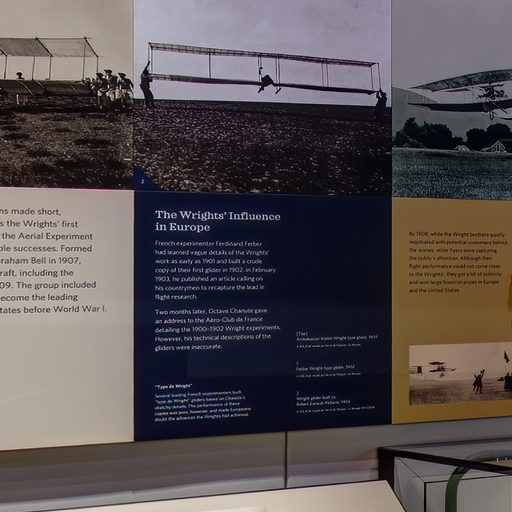 ns made short,
s the Wrights' first
the Aerial Experiment
ple successes. Formed
raham Bell in 1907,
raft, including the
09. The group included
ecome the leading
tates before World War I.
2
The Wrights' Influence
in Europe
French experimenter Ferdinand Ferber
had learned vague details of the Wrights'
work as early as 1901 and built a crude
copy of their first glider in 1902. In February
1903, he published an article calling on
his countrymen to recapture the lead in
flight research.
Two months later, Octave Chanute gave
an address to the Aéro-Club de France
detailing the 1900-1902 Wright experiments.
However, his technical descriptions of the
gliders were inaccurate.
"Type de Wright"
Several leading French experimenters built
"type de Wright" gliders based on Chanute's
sketchy details. The performance of these
copies was poor, however, and made Europeans
doubt the advances the Wrights had achieved.
Wright-type glider, 1904
1
Ferber Wright-type glider, 1902
2
Wright glider built by
Robert Esnault-Pelterie, 1904
By 1908, while the Wright brothers quietly
negotiated with potential customers behind
the scenes, other flyers were capturing
the public's attention. Although their
flight performance could not come close
to the Wrights', they got a lot of publicity
and won large financial prizes in Europe
and the United States.